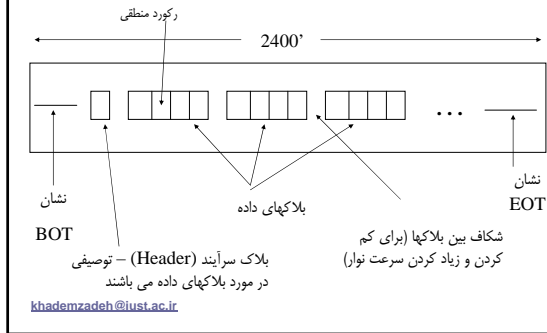 رکورد منطقی
2400’
...
نشان
BOT
بلاکهای داده
نشان
EOT
شکاف بین بلاکها (برای کم
کردن و زیاد کردن سرعت نوار)
بلاک سرآیند (Header) – توصیفی
در مورد بلاکهای داده می باشند
khademzadeh@iust.ac.ir